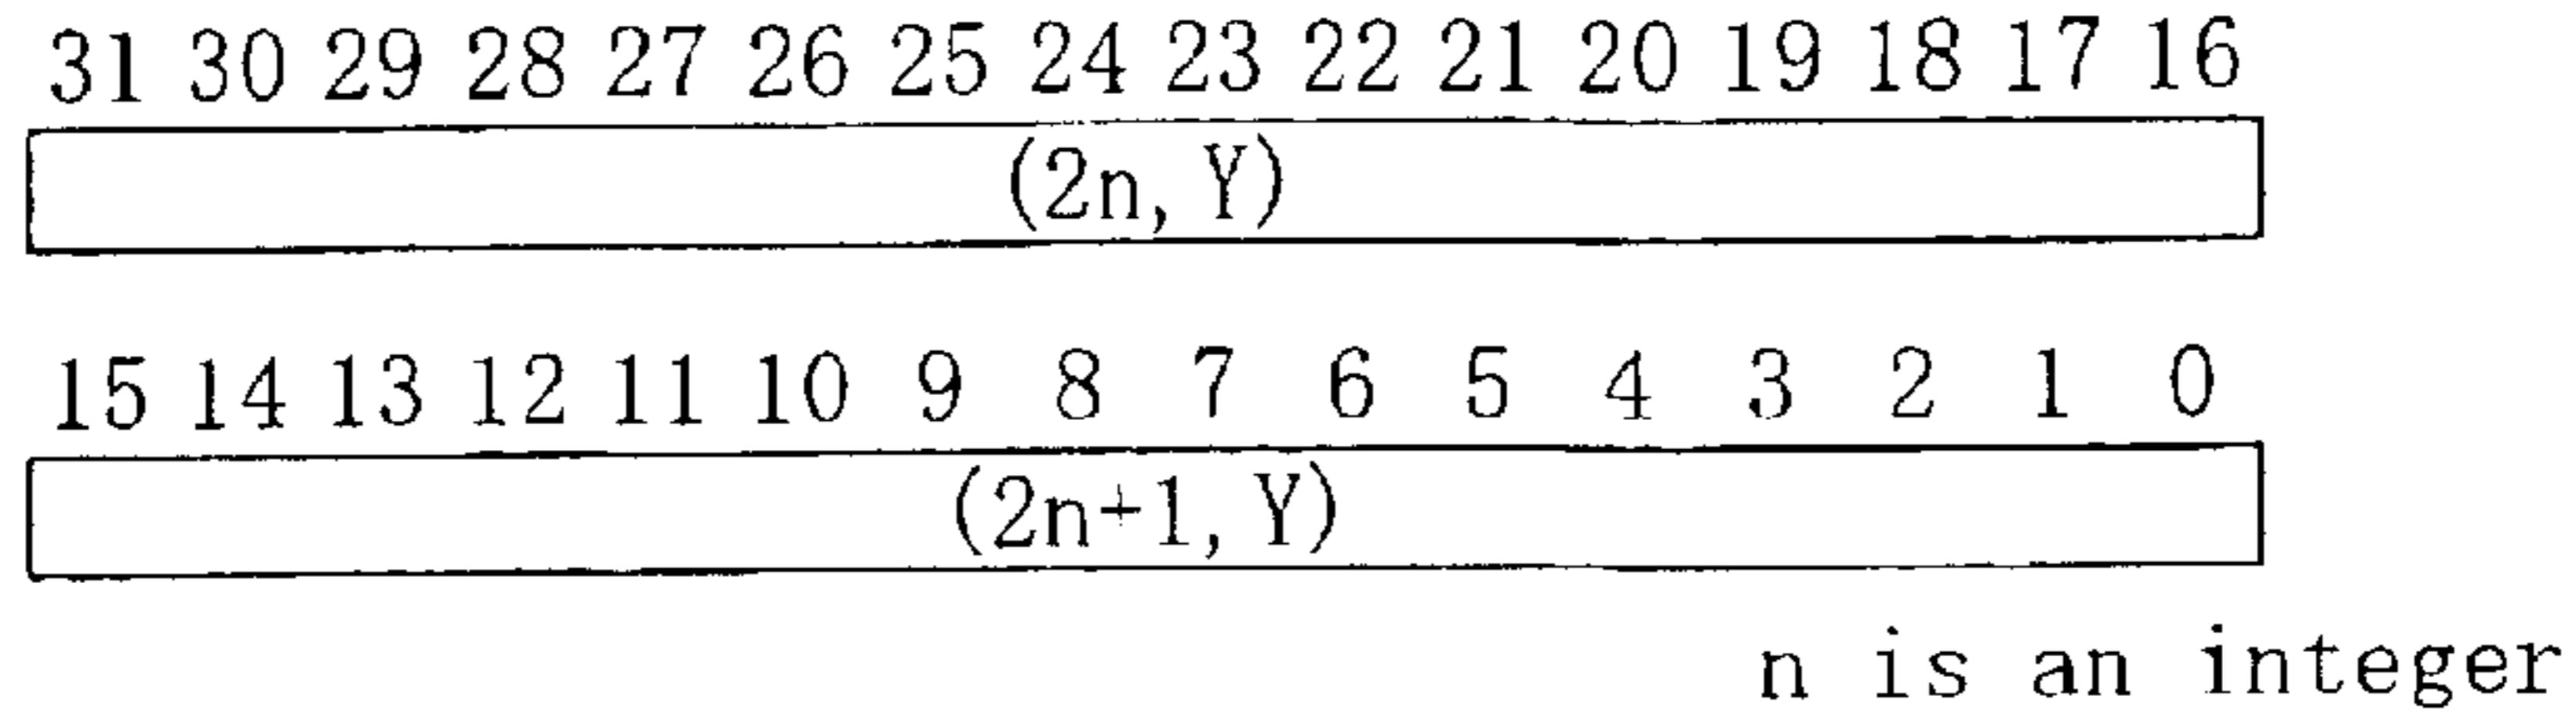 31 30 29 28 27 26 25 24 23 22 21 20 19 18 17 16
(2n, Y)
15 14 13 12 11 10 9 8 7 6 5 4 3 2 1 0
(2n+1, Y)
n is an integer